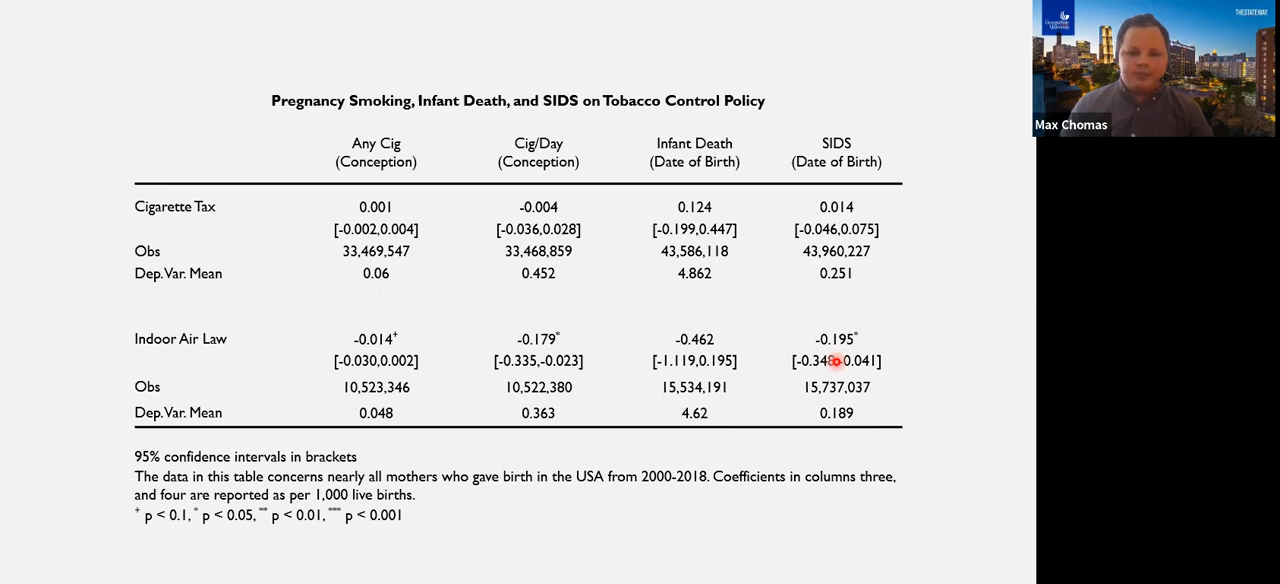 Pregnancy Smoking, Infant Death, and SIDS on Tobacco Control Policy
Any Cig Cig/Day Infant Death SIDS
(Conception) (Conception) (Date of Birth) (Date of Birth)
Cigarette Tax 0.001 -0.004 0.124 0.014
[-0.002,0.004] [-0.036,0.028] [-0.199,0.447] [-0.046,0.075]
Obs 33,469,547 33,468,859 43,586,118 43,960,227
Dep. Var. Mean 0.06 0.452 4.862 0.251
Indoor Air Law -0.014+ -0.179* -0.462 -0.195*
[-0.030,0.002] [-0.335,-0.023] [-1.119,0.195] [-0.348,-0.041]
Obs 10,523,346 10,522,380 15,534,191 15,737,037
Dep. Var. Mean 0.048 0.363 4.62 0.189
95% confidence intervals in brackets
The data in this table concerns nearly all mothers who gave birth in the USA from 2000-2018. Coefficients in columns three,
and four are reported as per 1,000 live births.
+ p < 0.1, * p < 0.05, ** p < 0.01, *** p < 0.001
THESTATEWAY
Georgia State
University
Max Chomas